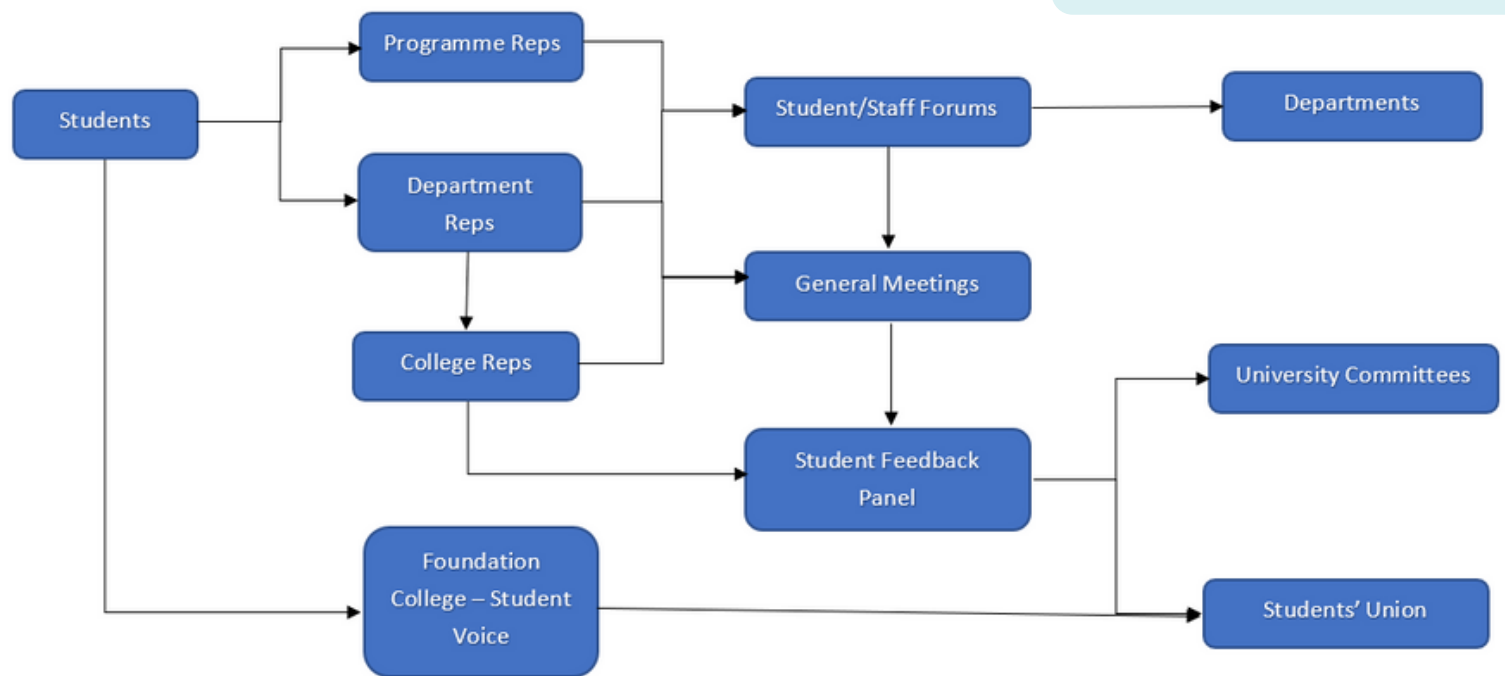 Programme Reps
Students
Student/Staff Forums
Departments
Department
Reps
General Meetings
College Reps
University Committees
Student Feedback
Panel
Foundation
College – Student
Voice
Students’ Union